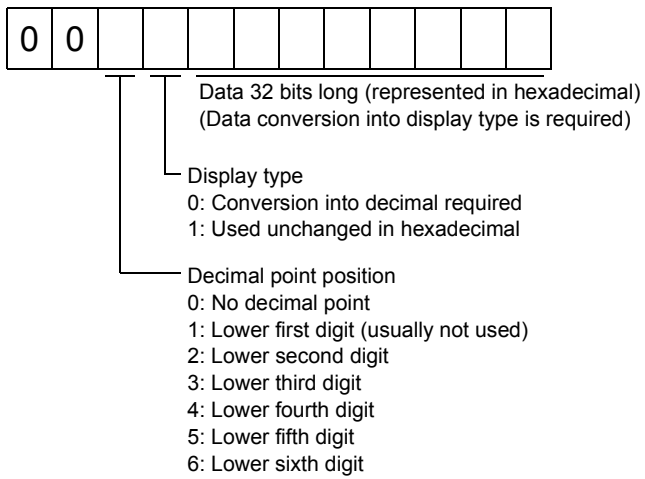 0 0
Data 32 bits long (represented in hexadecimal)
(Data conversion into display type is required)
Display type
0: Conversion into decimal required
1: Used unchanged in hexadecimal
Decimal point position
0: No decimal point
1: Lower first digit (usually not used)
2: Lower second digit
3: Lower third digit
4: Lower fourth digit
5: Lower fifth digit
6: Lower sixth digit